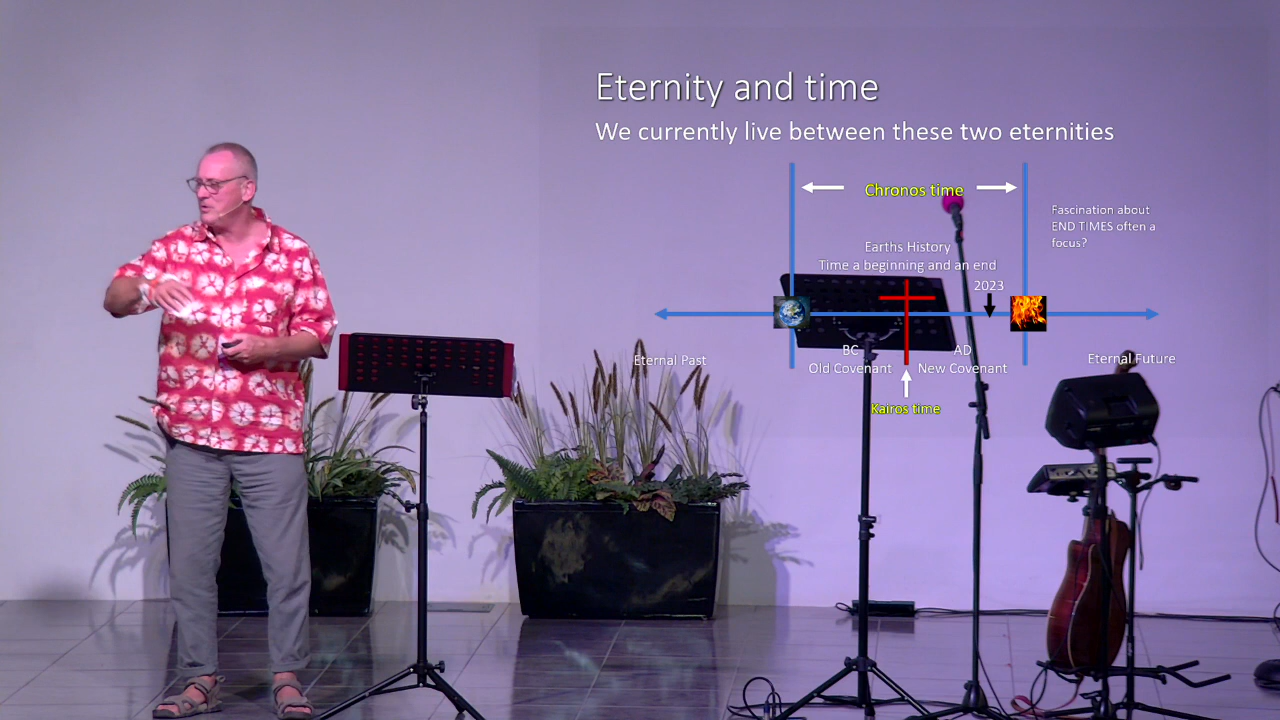 Eternity and time
We currently live between these two eternities
Chronos time
Fascination about
END TIMES often a
focus?
Earths History
Time a beginning and an end
2023
BC
AD
Eternal Past
Old Covenant
New Covenant
Eternal Future
Kairos time